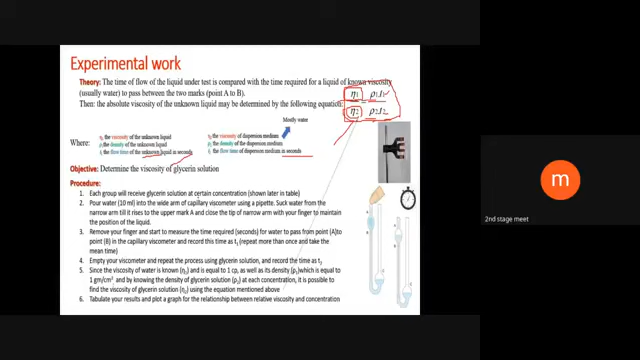 Experimental work
Theory: The time of flow of the liquid under test is compared with the time required for a liquid of known viscosity
(usually water) to pass between the two marks (point A to B).
Then: the absolute viscosity of the unknown liquid may be determined by the following equation:
η1 ρ1t1
η2 ρ2t2
Mostly water
Where:
η1 the viscosity of the unknown liquid
ρ1 the density of the unknown liquid
t1 the flow time of the unknown liquid in seconds
η2 the viscosity of dispersion medium
ρ2 the density of the dispersion medium
t2 the flow time of dispersion medium in seconds
Objective: Determine the viscosity of glycerin solution
Procedure:
1. Each group will receive glycerin solution at certain concentration (shown later in table)
2. Pour water (10 ml) into the wide arm of capillary viscometer using a pipette. Suck water from the
narrow arm till it rises to the upper mark A and close the tip of narrow arm with your finger to maintain
the position of the liquid.
3. Remove your finger and start to measure the time required (seconds) for water to pass from point (A)to
point (B) in the capillary viscometer and record this time as t1 (repeat more than once and take the
mean time)
4. Empty your viscometer and repeat the process using glycerin solution, and record the time as t2
5. Since the viscosity of water is known (η1) and is equal to 1 cp, as well as its density (ρ1) which is equal to
1 gm/cm³ and by knowing the density of glycerin solution (ρ2) at each concentration, it is possible to
find the viscosity of glycerin solution (η2) using the equation mentioned above
6. Tabulate your results and plot a graph for the relationship between relative viscosity and concentration
m
2nd stage meet